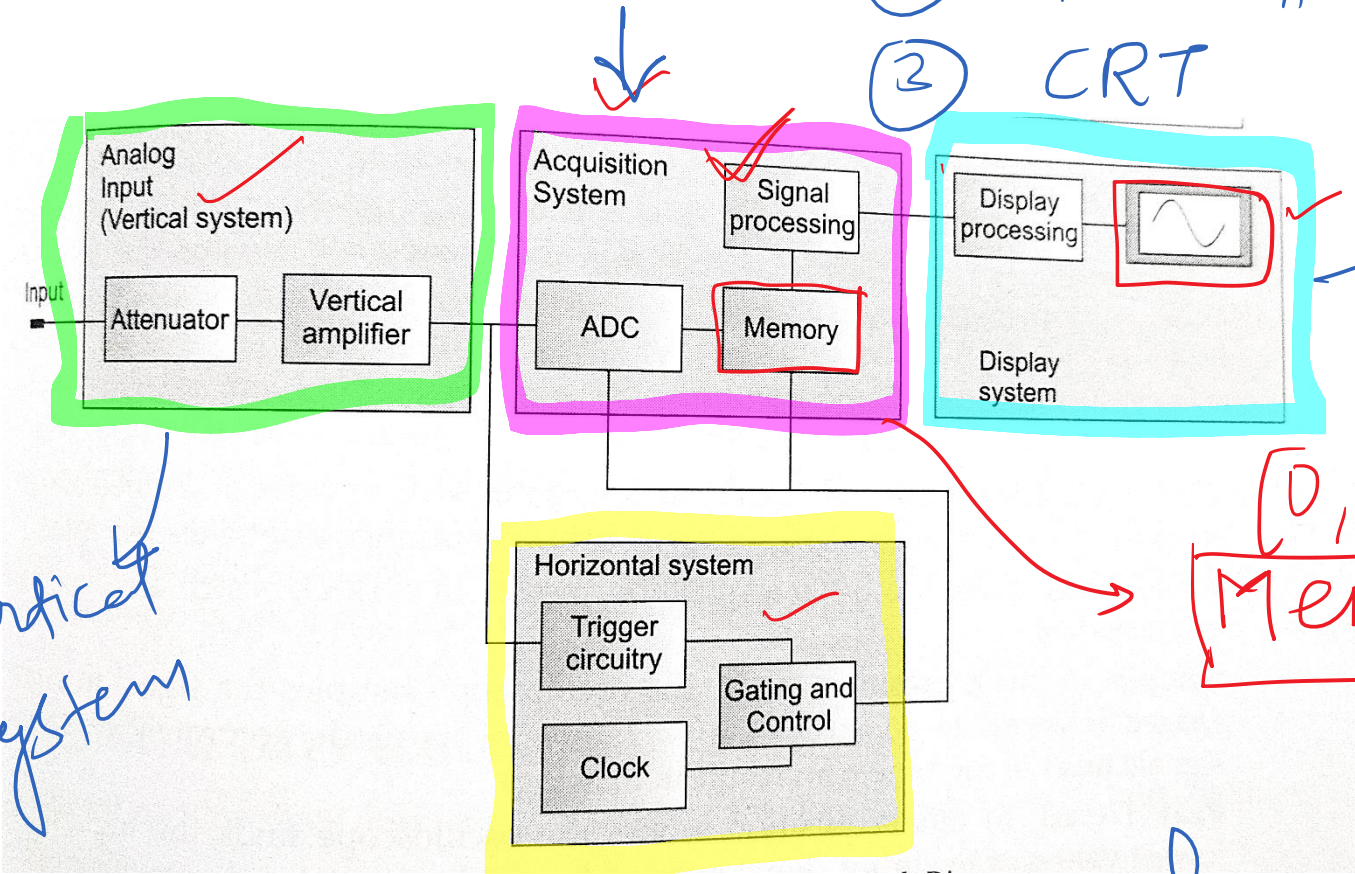 3 CRT
Analog
Input
(Vertical system)
Input
Attenuator
Vertical
amplifier
Acquisition
System
Signal
processing
ADC
Memory
Display
processing
Display
system
Horizontal system
Trigger
circuitry
Gating and
Control
Clock
system